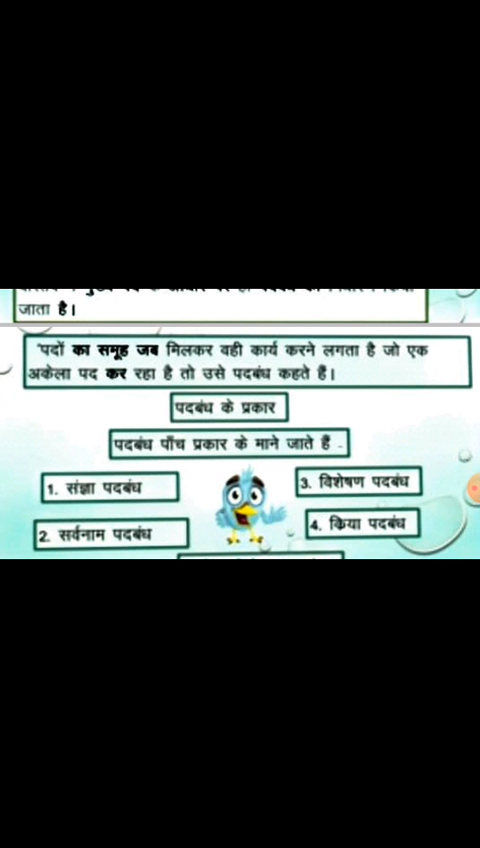 जाता है।
"पदों का समूह जब मिलकर वही कार्य करने लगता है जो एक
अकेला पद कर रहा है तो उसे पदबंध कहते हैं।
पदबंध के प्रकार
पदबंध पाँच प्रकार के माने जाते हैं -
1. संज्ञा पदबंध
3. विशेषण पदबंध
2. सर्वनाम पदबंध
4. किया पदबंध